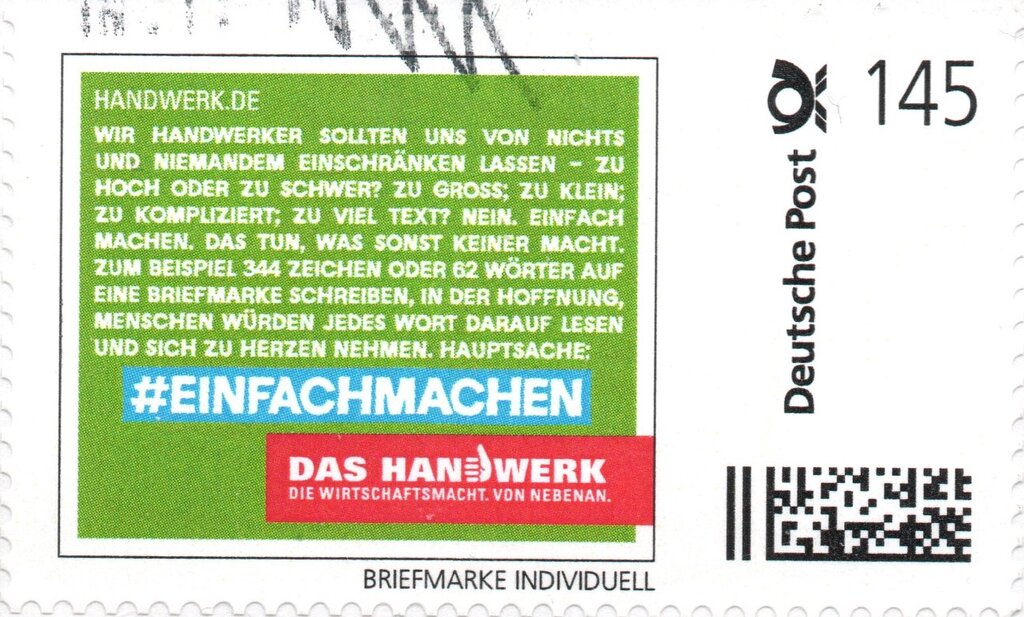 HANDWERK.DE
WIR HANDWERKER SOLLTEN UNS VON NICHTS
UND NIEMANDEM EINSCHRÄNKEN LASSEN – ZU
HOCH ODER ZU SCHWER? ZU GROSS; ZU KLEIN;
ZU KOMPLIZIERT; ZU VIEL TEXT? NEIN. EINFACH
MACHEN. DAS TUN, WAS SONST KEINER MACHT.
ZUM BEISPIEL 344 ZEICHEN ODER 62 WÖRTER AUF
EINE BRIEFMARKE SCHREIBEN, IN DER HOFFNUNG,
MENSCHEN WÜRDEN JEDES WORT DARAUF LESEN
UND SICH ZU HERZEN NEHMEN. HAUPTSACHE:
#EINFACHMACHEN
DAS HANDWERK
DIE WIRTSCHAFTSMACHT. VON NEBENAN.
BRIEFMARKE INDIVIDUELL
Deutsche Post
145